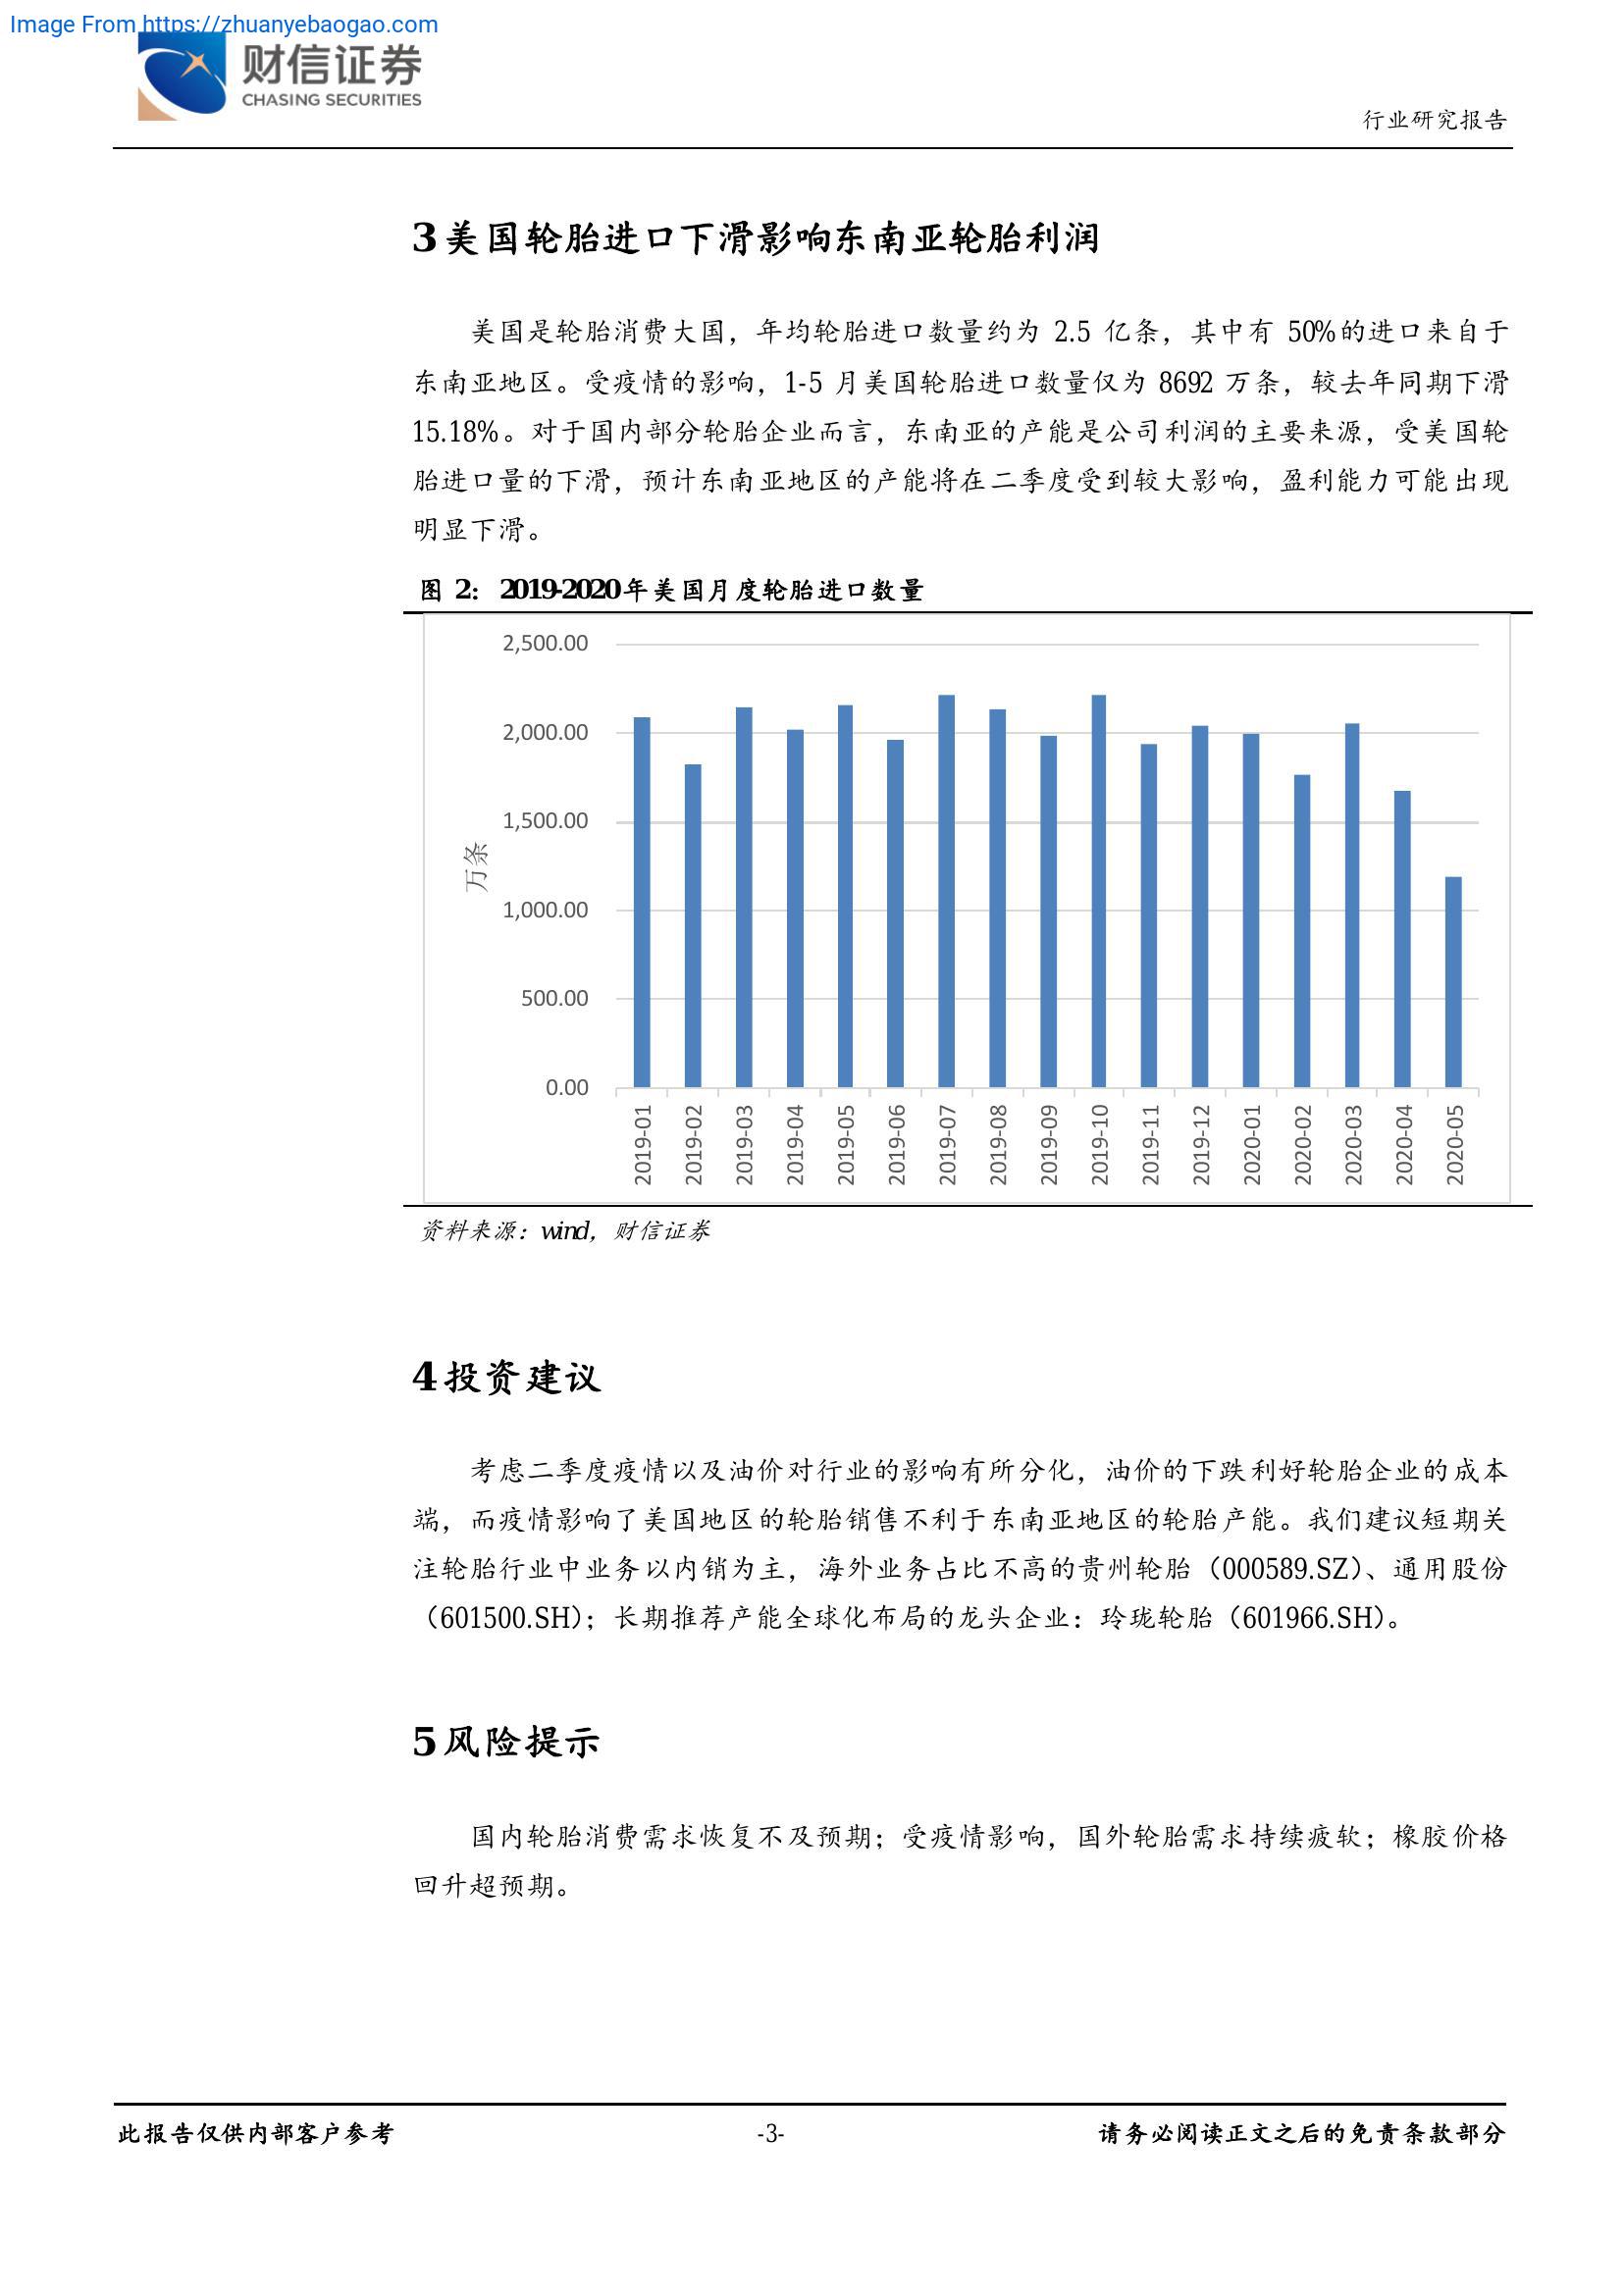 Image From https://zhuanyebaogao.com
财信证券
CHASING SECURITIES
行业研究报告
3 美国轮胎进口下滑影响东南亚轮胎利润
美国是轮胎消费大国，年均轮胎进口数量约为 2.5 亿条，其中有 50%的进口来自于
东南亚地区。受疫情的影响，1-5 月美国轮胎进口数量仅为 8692 万条，较去年同期下滑
15.18%。对于国内部分轮胎企业而言，东南亚的产能是公司利润的主要来源，受美国轮
胎进口量的下滑，预计东南亚地区的产能将在二季度受到较大影响，盈利能力可能出现
明显下滑。
图 2：2019-2020 年美国月度轮胎进口数量
2,500.00
2,000.00
1,500.00
1,000.00
500.00
0.00
万条
2019-01
2019-02
2019-03
2019-04
2019-05
2019-06
2019-07
2019-08
2019-09
2019-10
2019-11
2019-12
2020-01
2020-02
2020-03
2020-04
2020-05
资料来源：wind，财信证券
4 投资建议
考虑二季度疫情以及油价对行业的影响有所分化，油价的下跌利好轮胎企业的成本
端，而疫情影响了美国地区的轮胎销售不利于东南亚地区的轮胎产能。我们建议短期关
注轮胎行业中业务以内销为主，海外业务占比不高的贵州轮胎（000589.SZ）、通用股份
（601500.SH）；长期推荐产能全球化布局的龙头企业：玲珑轮胎（601966.SH）。
5 风险提示
国内轮胎消费需求恢复不及预期；受疫情影响，国外轮胎需求持续疲软；橡胶价格
回升超预期。
此报告仅供内部客户参考
-3-
请务必阅读正文之后的免责条款部分